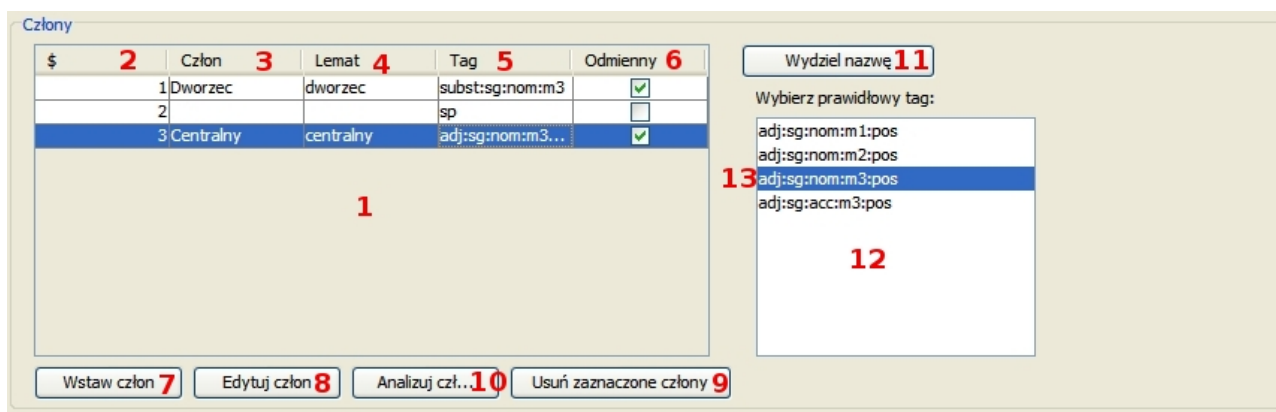 Człony
$ 2 Człon 3 Lemat 4 Tag 5 Odmienny 6
1 Dworzec dworzec subst:sg:nom:m3
2 sp
3 Centralny centralny adj:sg:nom:m3...
1
Wstaw człon 7 Edytuj człon 8 Analizuj czł... 10 Usuń zaznaczone człony 9
Wydziel nazwę 11
Wybierz prawidłowy tag:
adj:sg:nom:m1:pos
adj:sg:nom:m2:pos
13 adj:sg:nom:m3:pos
adj:sg:acc:m3:pos
12